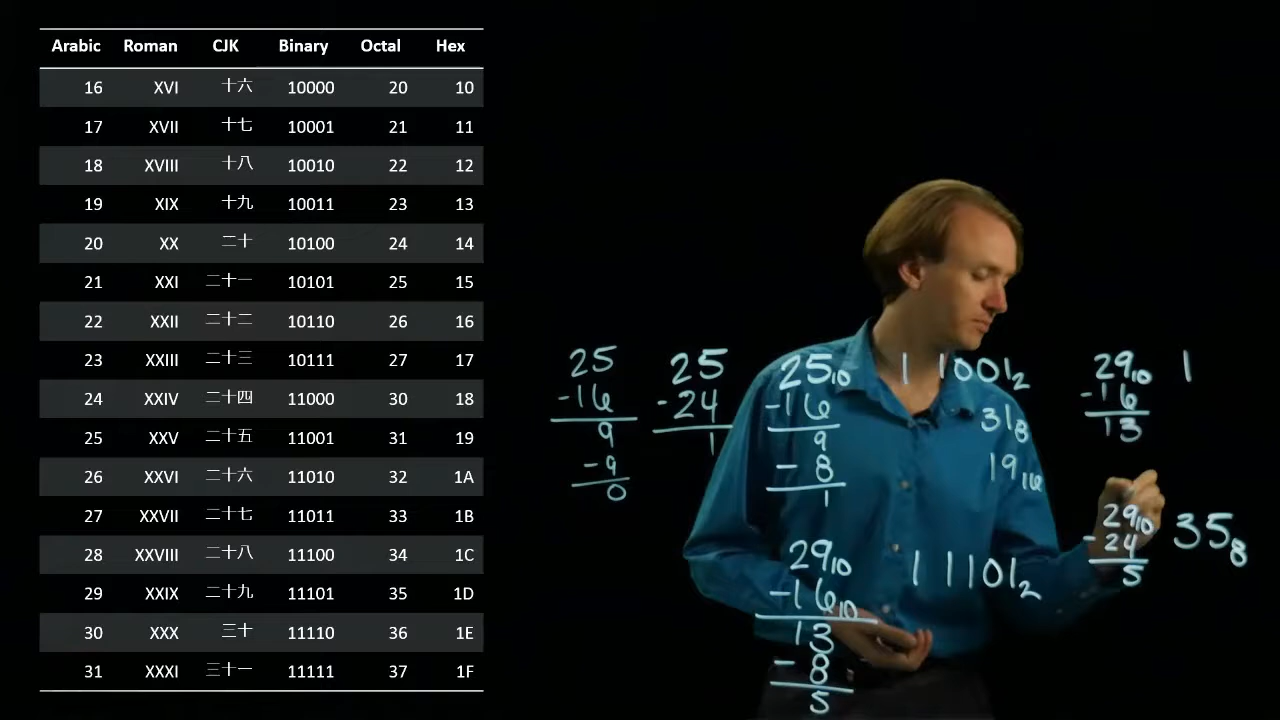 Arabic Roman CJK Binary Octal Hex
16 XVI 十六 10000 20 10
17 XVII 十七 10001 21 11
18 XVIII 十八 10010 22 12
19 XIX 十九 10011 23 13
20 XX 二十 10100 24 14
21 XXI 二十一 10101 25 15
22 XXII 二十二 10110 26 16
23 XXIII 二十三 10111 27 17
24 XXIV 二十四 11000 30 18
25 XXV 二十五 11001 31 19
26 XXVI 二十六 11010 32 1A
27 XXVII 二十七 11011 33 1B
28 XXVIII 二十八 11100 34 1C
29 XXIX 二十九 11101 35 1D
30 XXX 三十 11110 36 1E
31 XXXI 三十一 11111 37 1F
25
-16
9
-9
0
25
-24
1
25₁₀
-16
9
-8
1
11001₂
31₈
19₁₆
29₁₀
-16₁₀
13
-8
5
11101₂
29₁₀ 1
-16
13
29₁₀ 35₈
-24
5